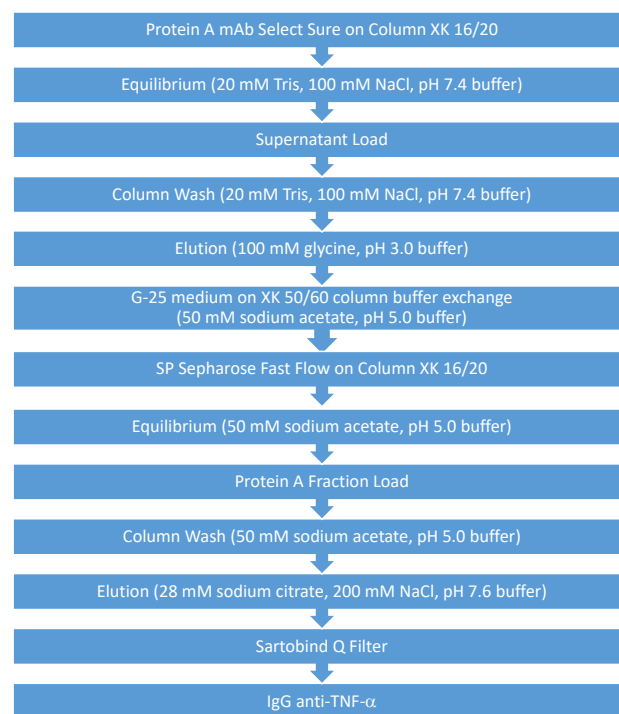 Protein A mAb Select Sure on Column XK 16/20
Equilibrium (20 mM Tris, 100 mM NaCl, pH 7.4 buffer)
Supernatant Load
Column Wash (20 mM Tris, 100 mM NaCl, pH 7.4 buffer)
Elution (100 mM glycine, pH 3.0 buffer)
G-25 medium on XK 50/60 column buffer exchange
(50 mM sodium acetate, pH 5.0 buffer)
SP Sepharose Fast Flow on Column XK 16/20
Equilibrium (50 mM sodium acetate, pH 5.0 buffer)
Protein A Fraction Load
Column Wash (50 mM sodium acetate, pH 5.0 buffer)
Elution (28 mM sodium citrate, 200 mM NaCl, pH 7.6 buffer)
Sartobind Q Filter
IgG anti-TNF-α